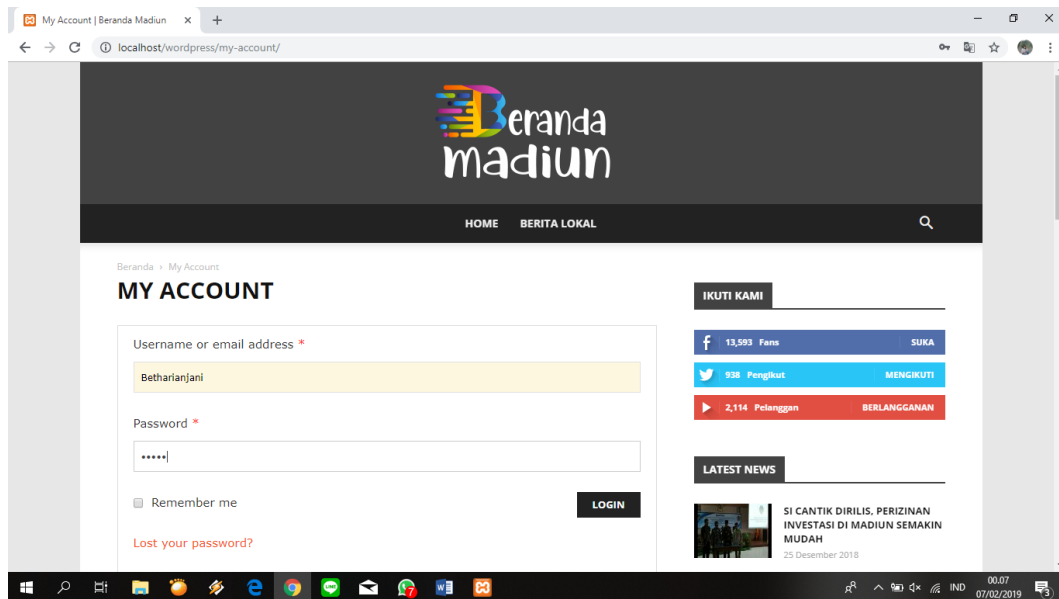 My Account | Beranda Madiun
localhost/wordpress/my-account/
Beranda
madiun
HOME BERITA LOKAL
Beranda › My Account
MY ACCOUNT
Username or email address *
Betharianjani
Password *
•••••
Remember me
LOGIN
Lost your password?
IKUTI KAMI
13,593 Fans SUKA
938 Pengikut MENGIKUTI
2,114 Pelanggan BERLANGGANAN
LATEST NEWS
SI CANTIK DIRILIS, PERIZINAN
INVESTASI DI MADIUN SEMAKIN
MUDAH
25 Desember 2018
IND
00.07
07/02/2019